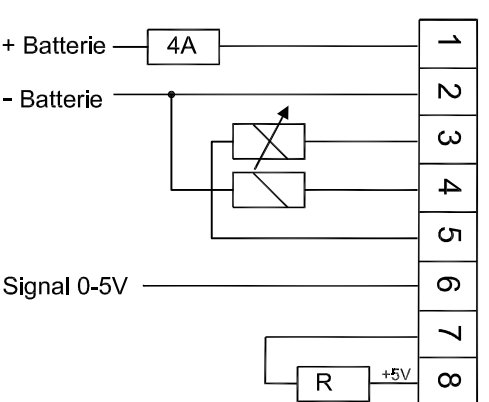 + Batterie 4A 1
- Batterie 2
3
4
5
Signal 0-5V 6
7
R +5V 8